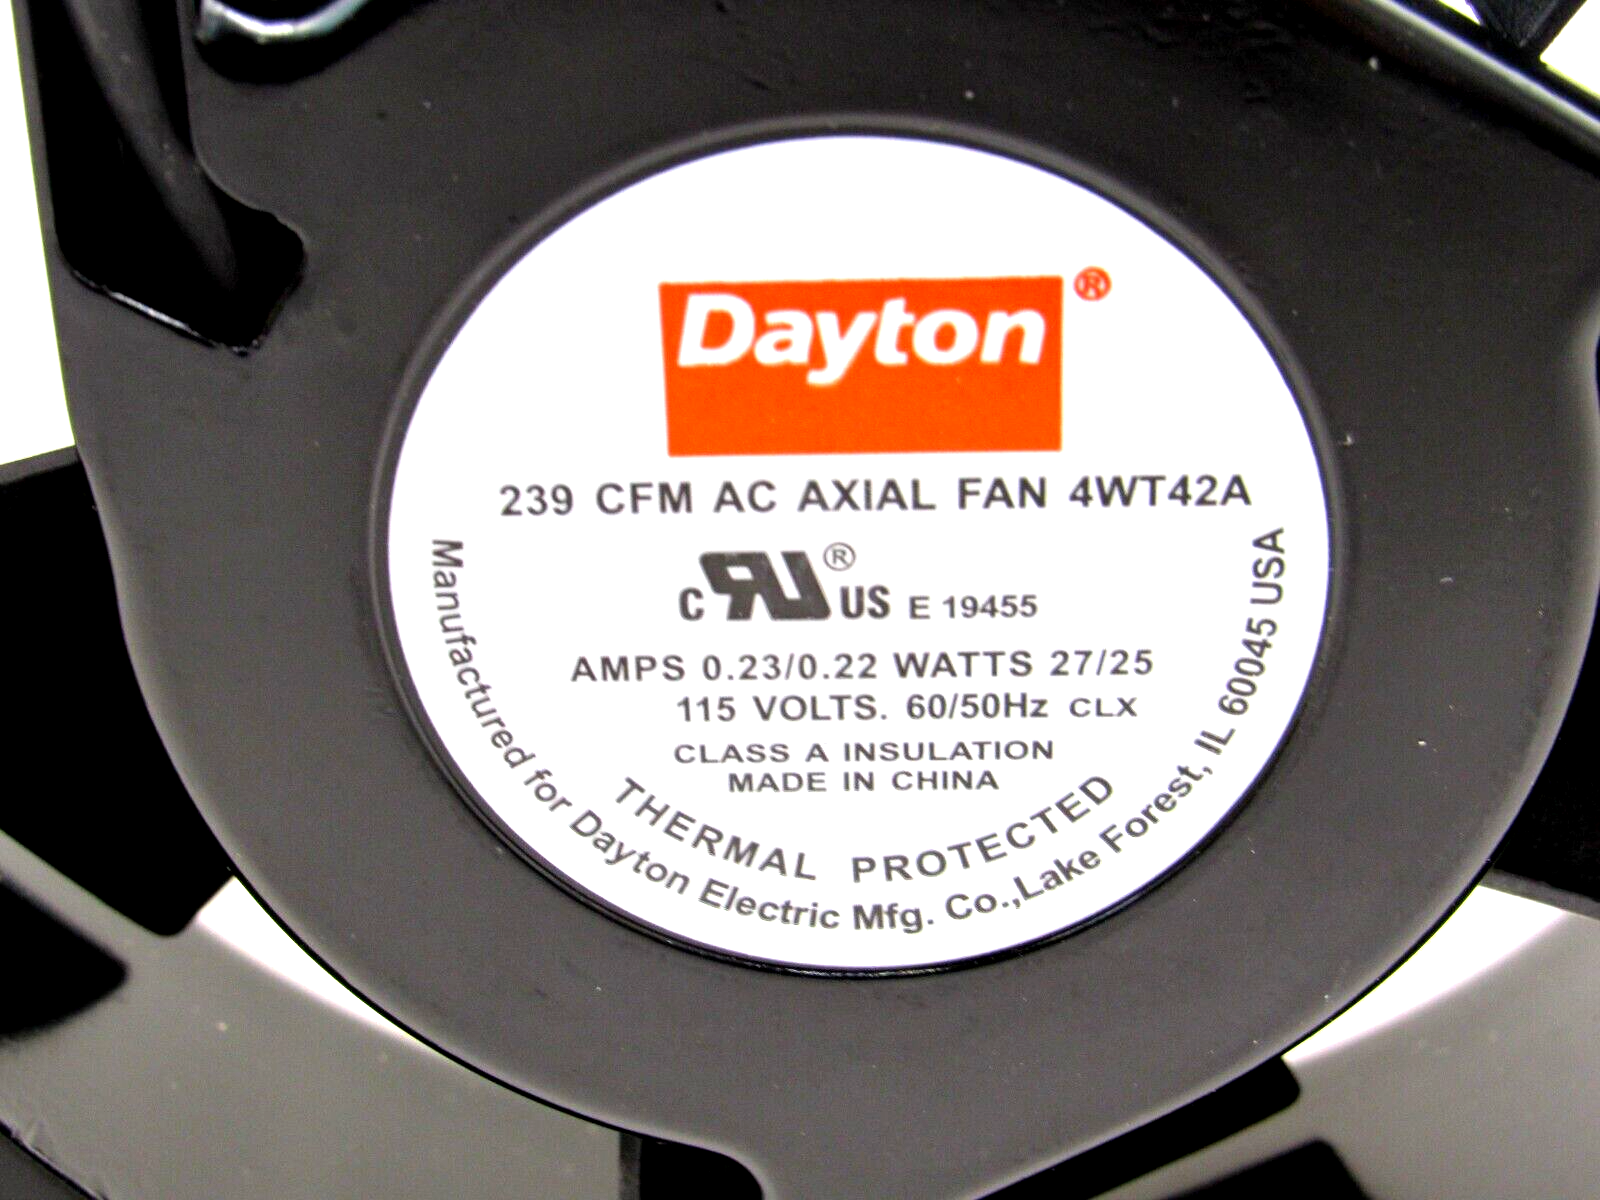 Dayton®
239 CFM AC AXIAL FAN 4WT42A
c RU ® US E 19455
AMPS 0.23/0.22 WATTS 27/25
115 VOLTS. 60/50Hz CLX
CLASS A INSULATION
MADE IN CHINA
THERMAL PROTECTED
Manufactured for Dayton Electric Mfg. Co.,Lake Forest, IL 60045 USA